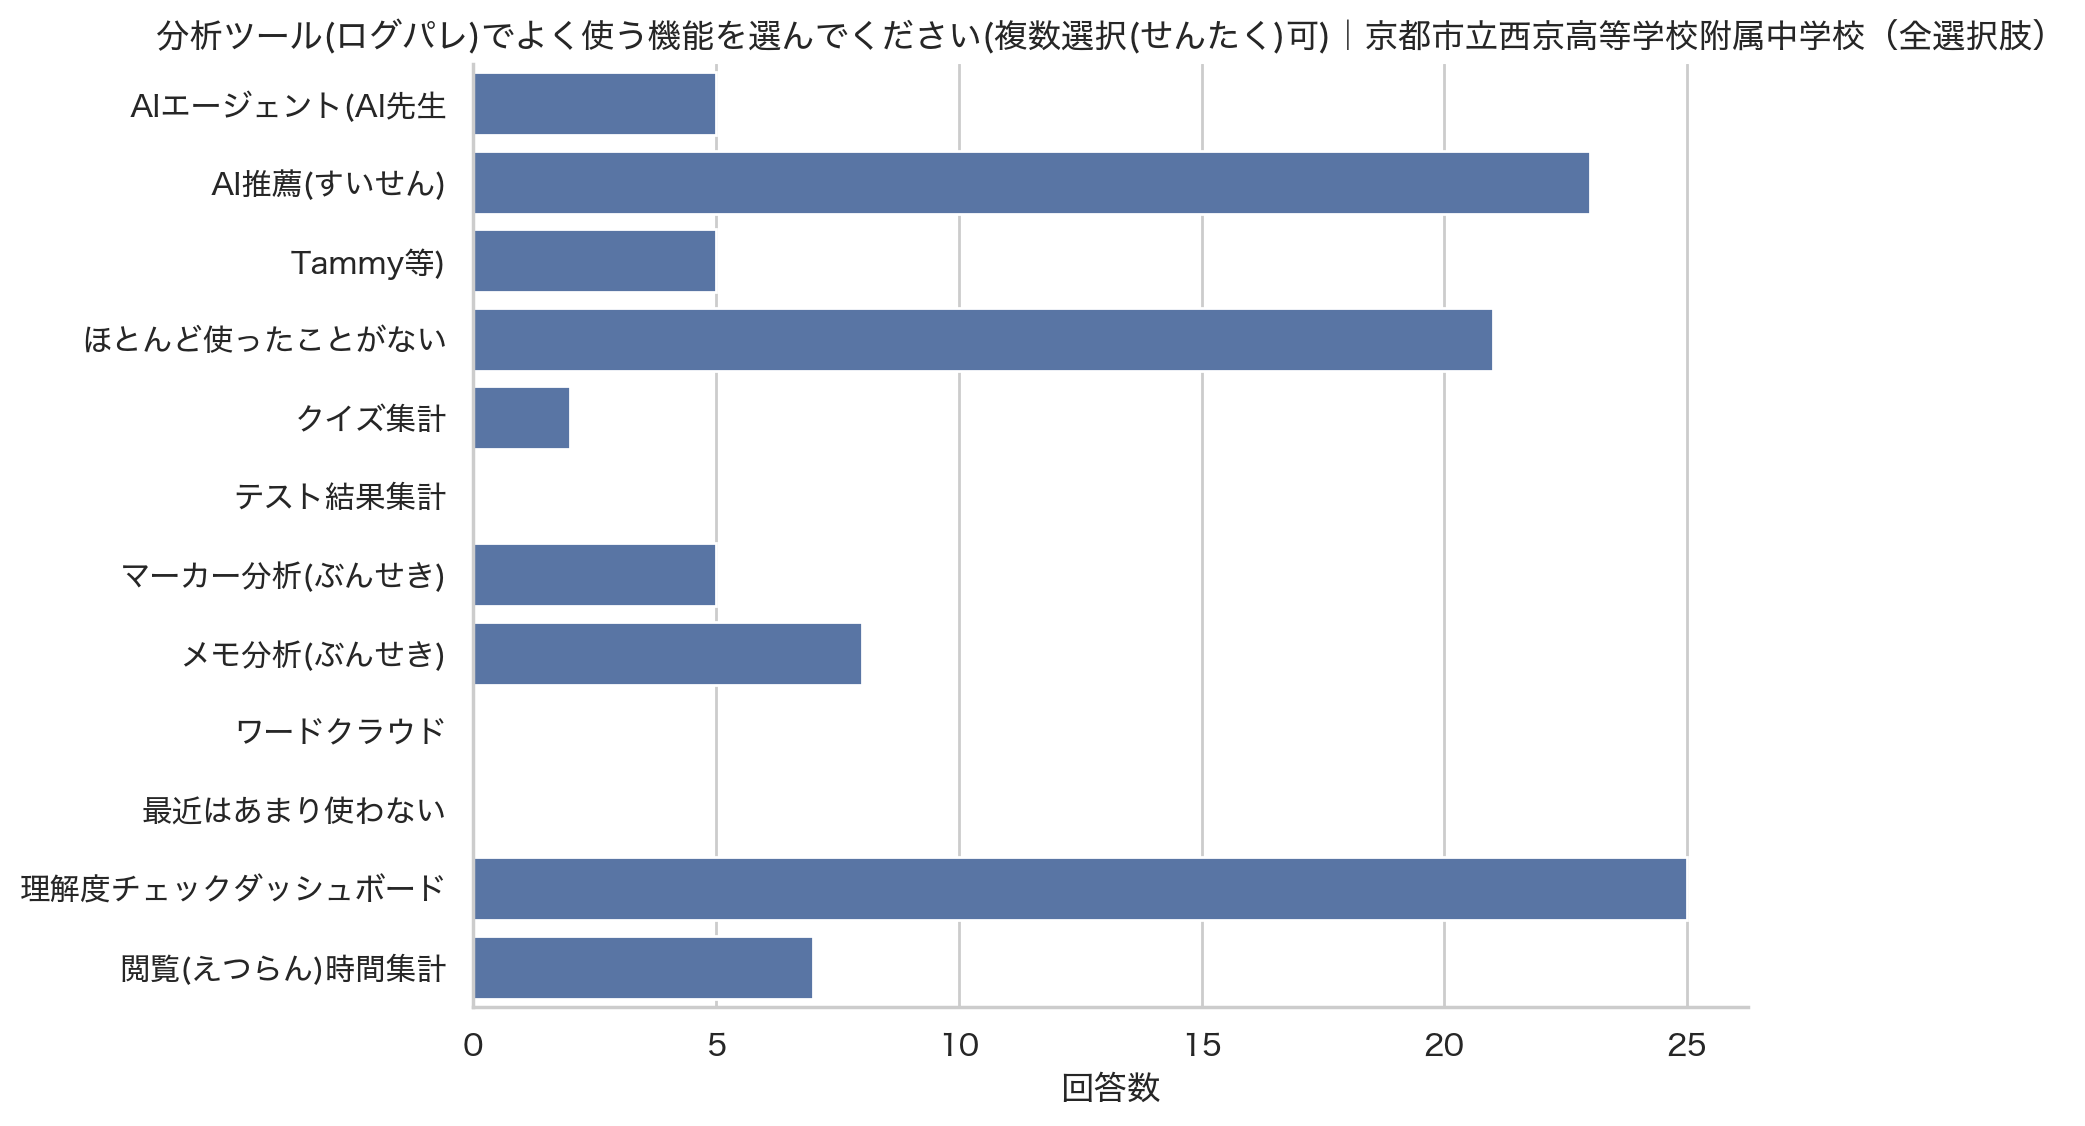 分析ツール(ログパレ)でよく使う機能を選んでください(複数選択(せんたく)可)｜京都市立西京高等学校附属中学校（全選択肢）
AIエージェント(AI先生
AI推薦(すいせん)
Tammy等)
ほとんど使ったことがない
クイズ集計
テスト結果集計
マーカー分析(ぶんせき)
メモ分析(ぶんせき)
ワードクラウド
最近はあまり使わない
理解度チェックダッシュボード
閲覧(えつらん)時間集計
0 5 10 15 20 25
回答数